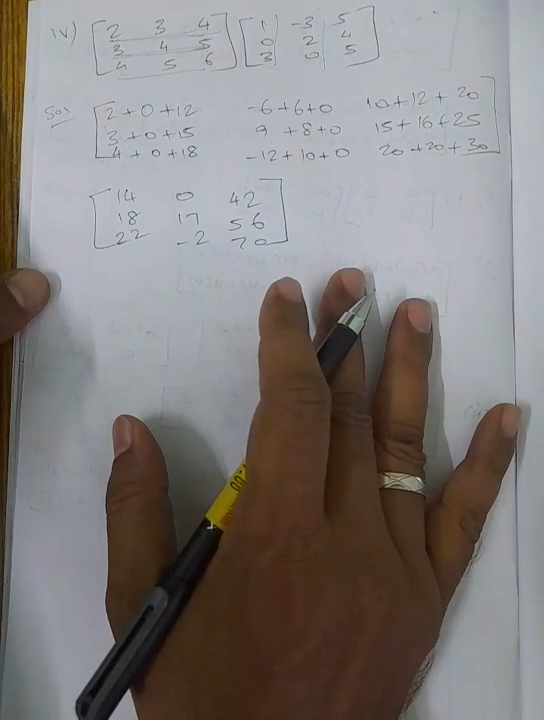 iv) [2 3 4 [1 -3 5
3 4 5 0 2 4
4 5 6] 3 0 5]
Sol [2+0+12 -6+6+0 10+12+20
3+0+15 9+8+0 15+16+25
4+0+18 -12+10+0 20+20+30]
[14 0 42
18 17 56
22 -2 70]